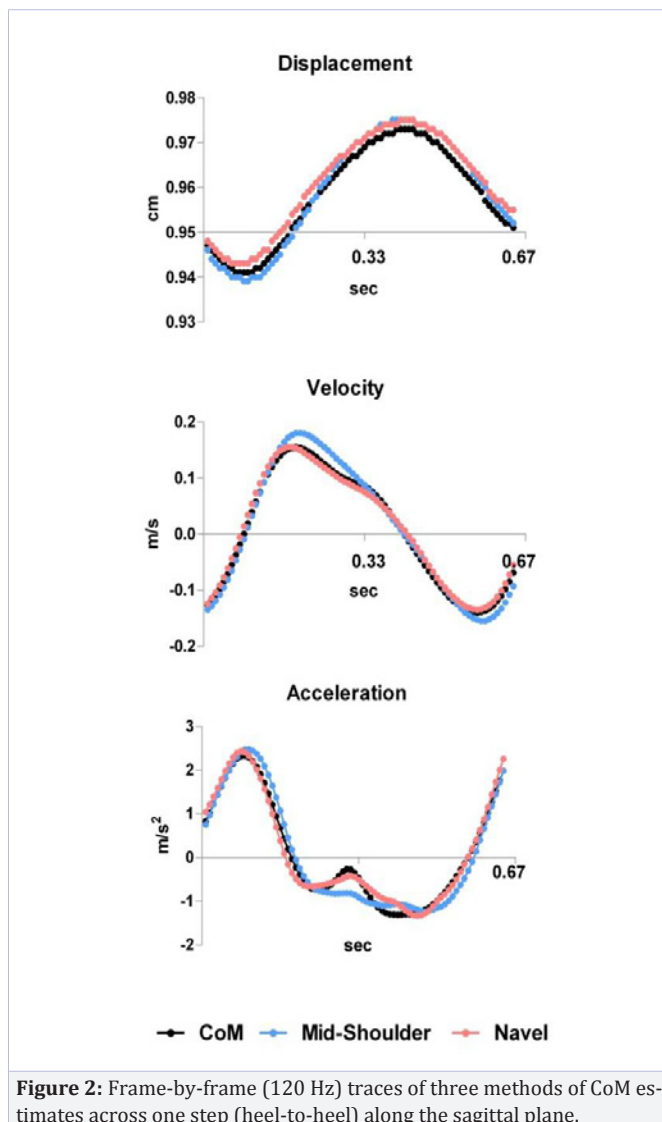 Displacement
0.98
0.97
0.96
cm
0.95
0.33
0.67
0.94
sec
0.93
Velocity
0.2
0.1
m/s
0.0
0.33
0.67
sec
-0.1
-0.2
Acceleration
3
2
1
m/s²
0
0.67
-1
sec
-2
CoM Mid-Shoulder Navel
Figure 2: Frame-by-frame (120 Hz) traces of three methods of CoM es-
timates across one step (heel-to-heel) along the sagittal plane.